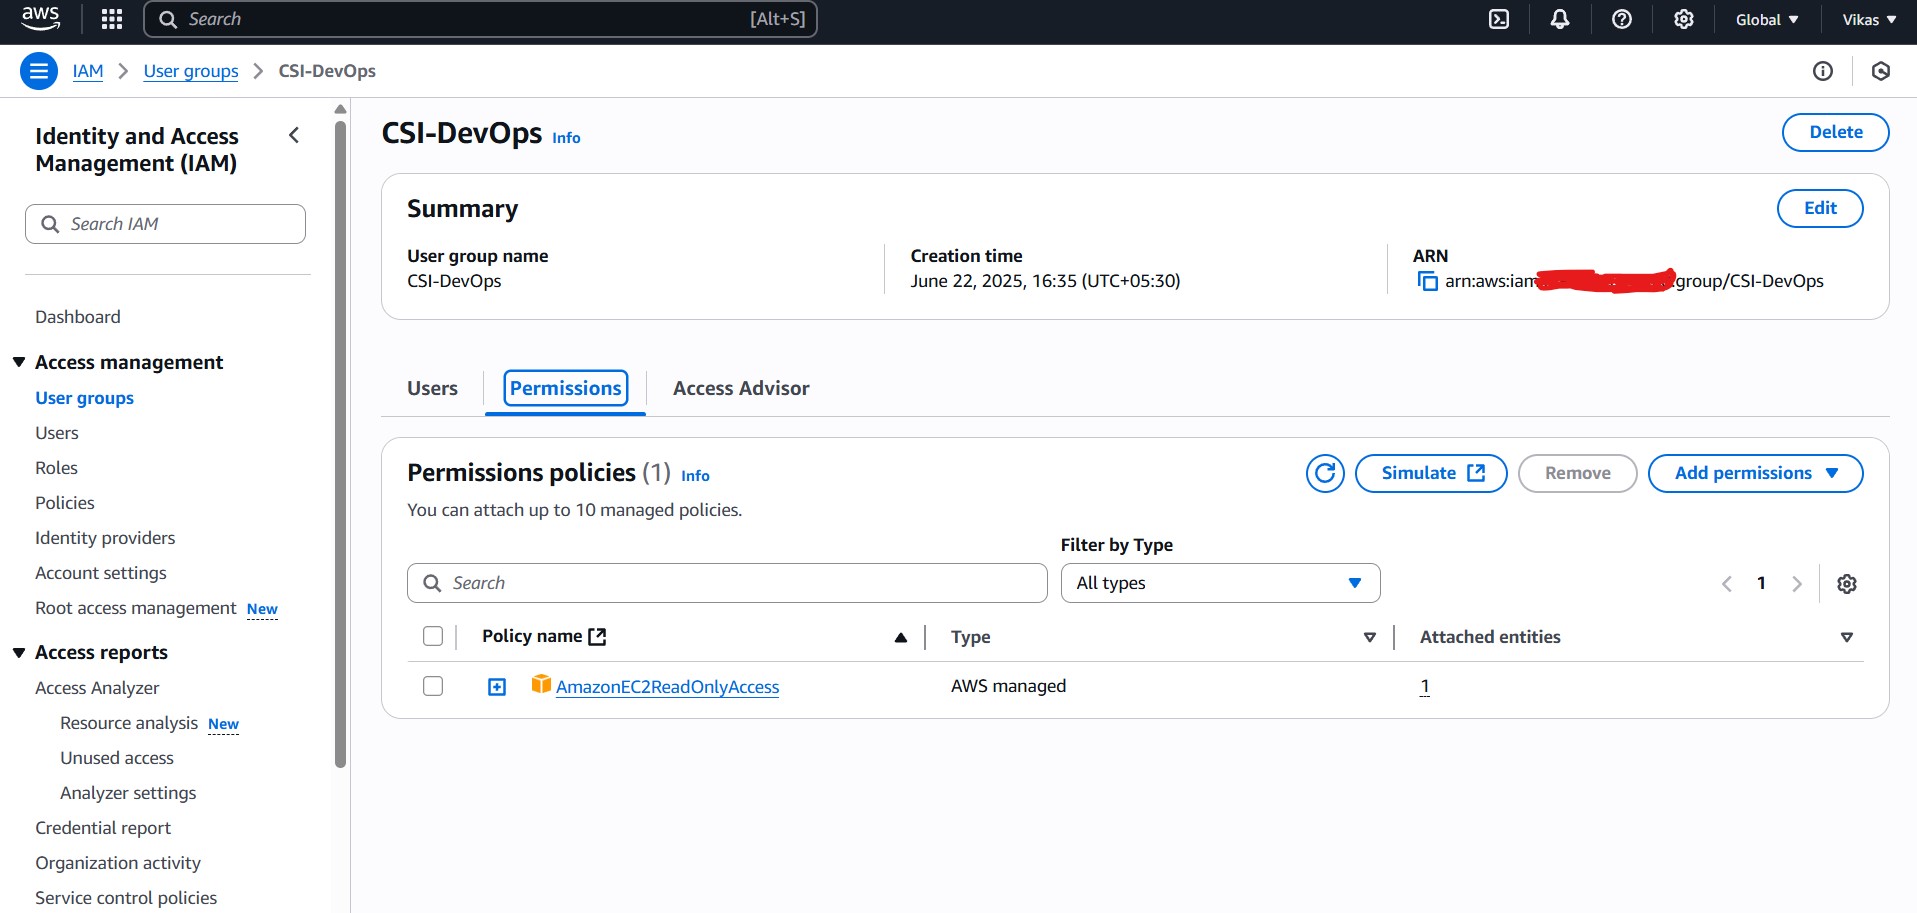 aws
Search [Alt+S]
Global
Vikas
IAM > User groups > CSI-DevOps
Identity and Access
Management (IAM)
Search IAM
Dashboard
Access management
User groups
Users
Roles
Policies
Identity providers
Account settings
Root access management New
Access reports
Access Analyzer
Resource analysis New
Unused access
Analyzer settings
Credential report
Organization activity
Service control policies
CSI-DevOps Info
Delete
Summary
Edit
User group name
CSI-DevOps
Creation time
June 22, 2025, 16:35 (UTC+05:30)
ARN
arn:aws:iam group/CSI-DevOps
Users
Permissions
Access Advisor
Permissions policies (1) Info
Simulate
Remove
Add permissions
You can attach up to 10 managed policies.
Filter by Type
Search
All types
1
Policy name
Type
Attached entities
AmazonEC2ReadOnlyAccess
AWS managed
1